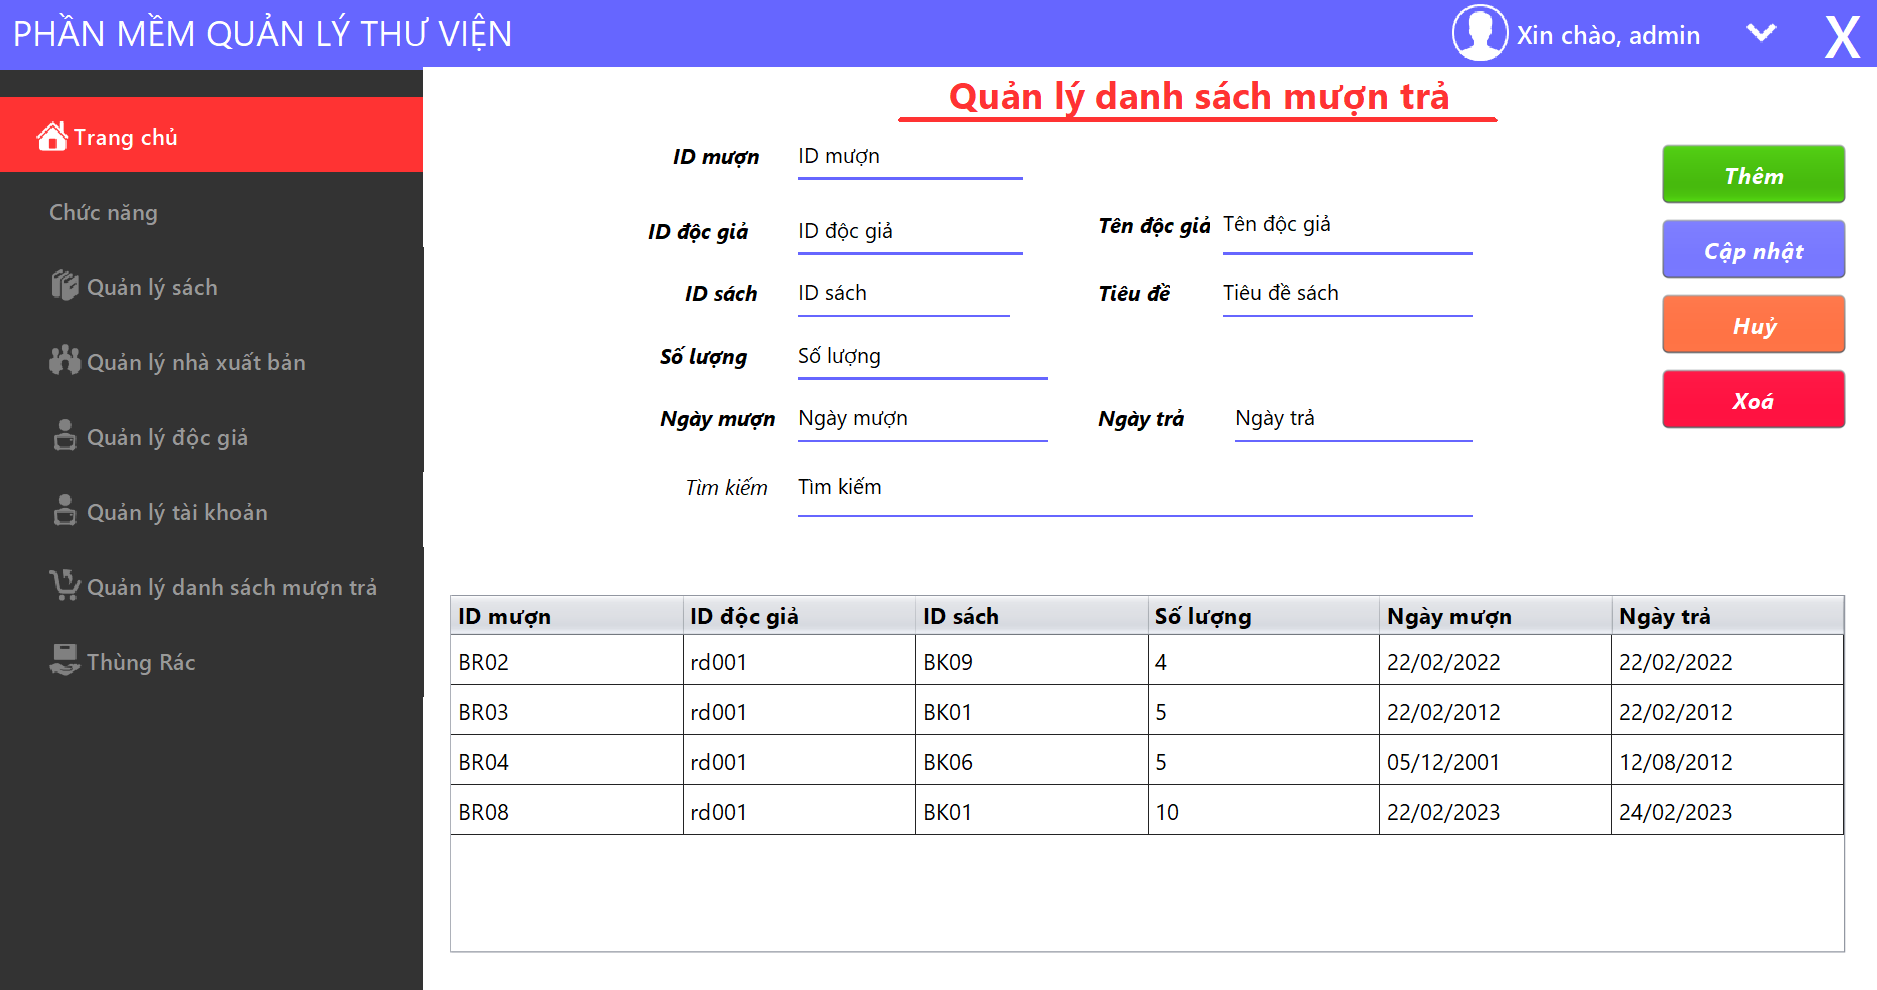 PHẦN MỀM QUẢN LÝ THƯ VIỆN
Xin chào, admin
X
Trang chủ
Chức năng
Quản lý sách
Quản lý nhà xuất bản
Quản lý độc giả
Quản lý tài khoản
Quản lý danh sách mượn trả
Thùng Rác
Quản lý danh sách mượn trả
ID mượn ID mượn
ID độc giả ID độc giả Tên độc giả Tên độc giả
ID sách ID sách Tiêu đề Tiêu đề sách
Số lượng Số lượng
Ngày mượn Ngày mượn Ngày trả Ngày trả
Tìm kiếm Tìm kiếm
Thêm
Cập nhật
Huỷ
Xoá
ID mượn ID độc giả ID sách Số lượng Ngày mượn Ngày trả
BR02 rd001 BK09 4 22/02/2022 22/02/2022
BR03 rd001 BK01 5 22/02/2012 22/02/2012
BR04 rd001 BK06 5 05/12/2001 12/08/2012
BR08 rd001 BK01 10 22/02/2023 24/02/2023